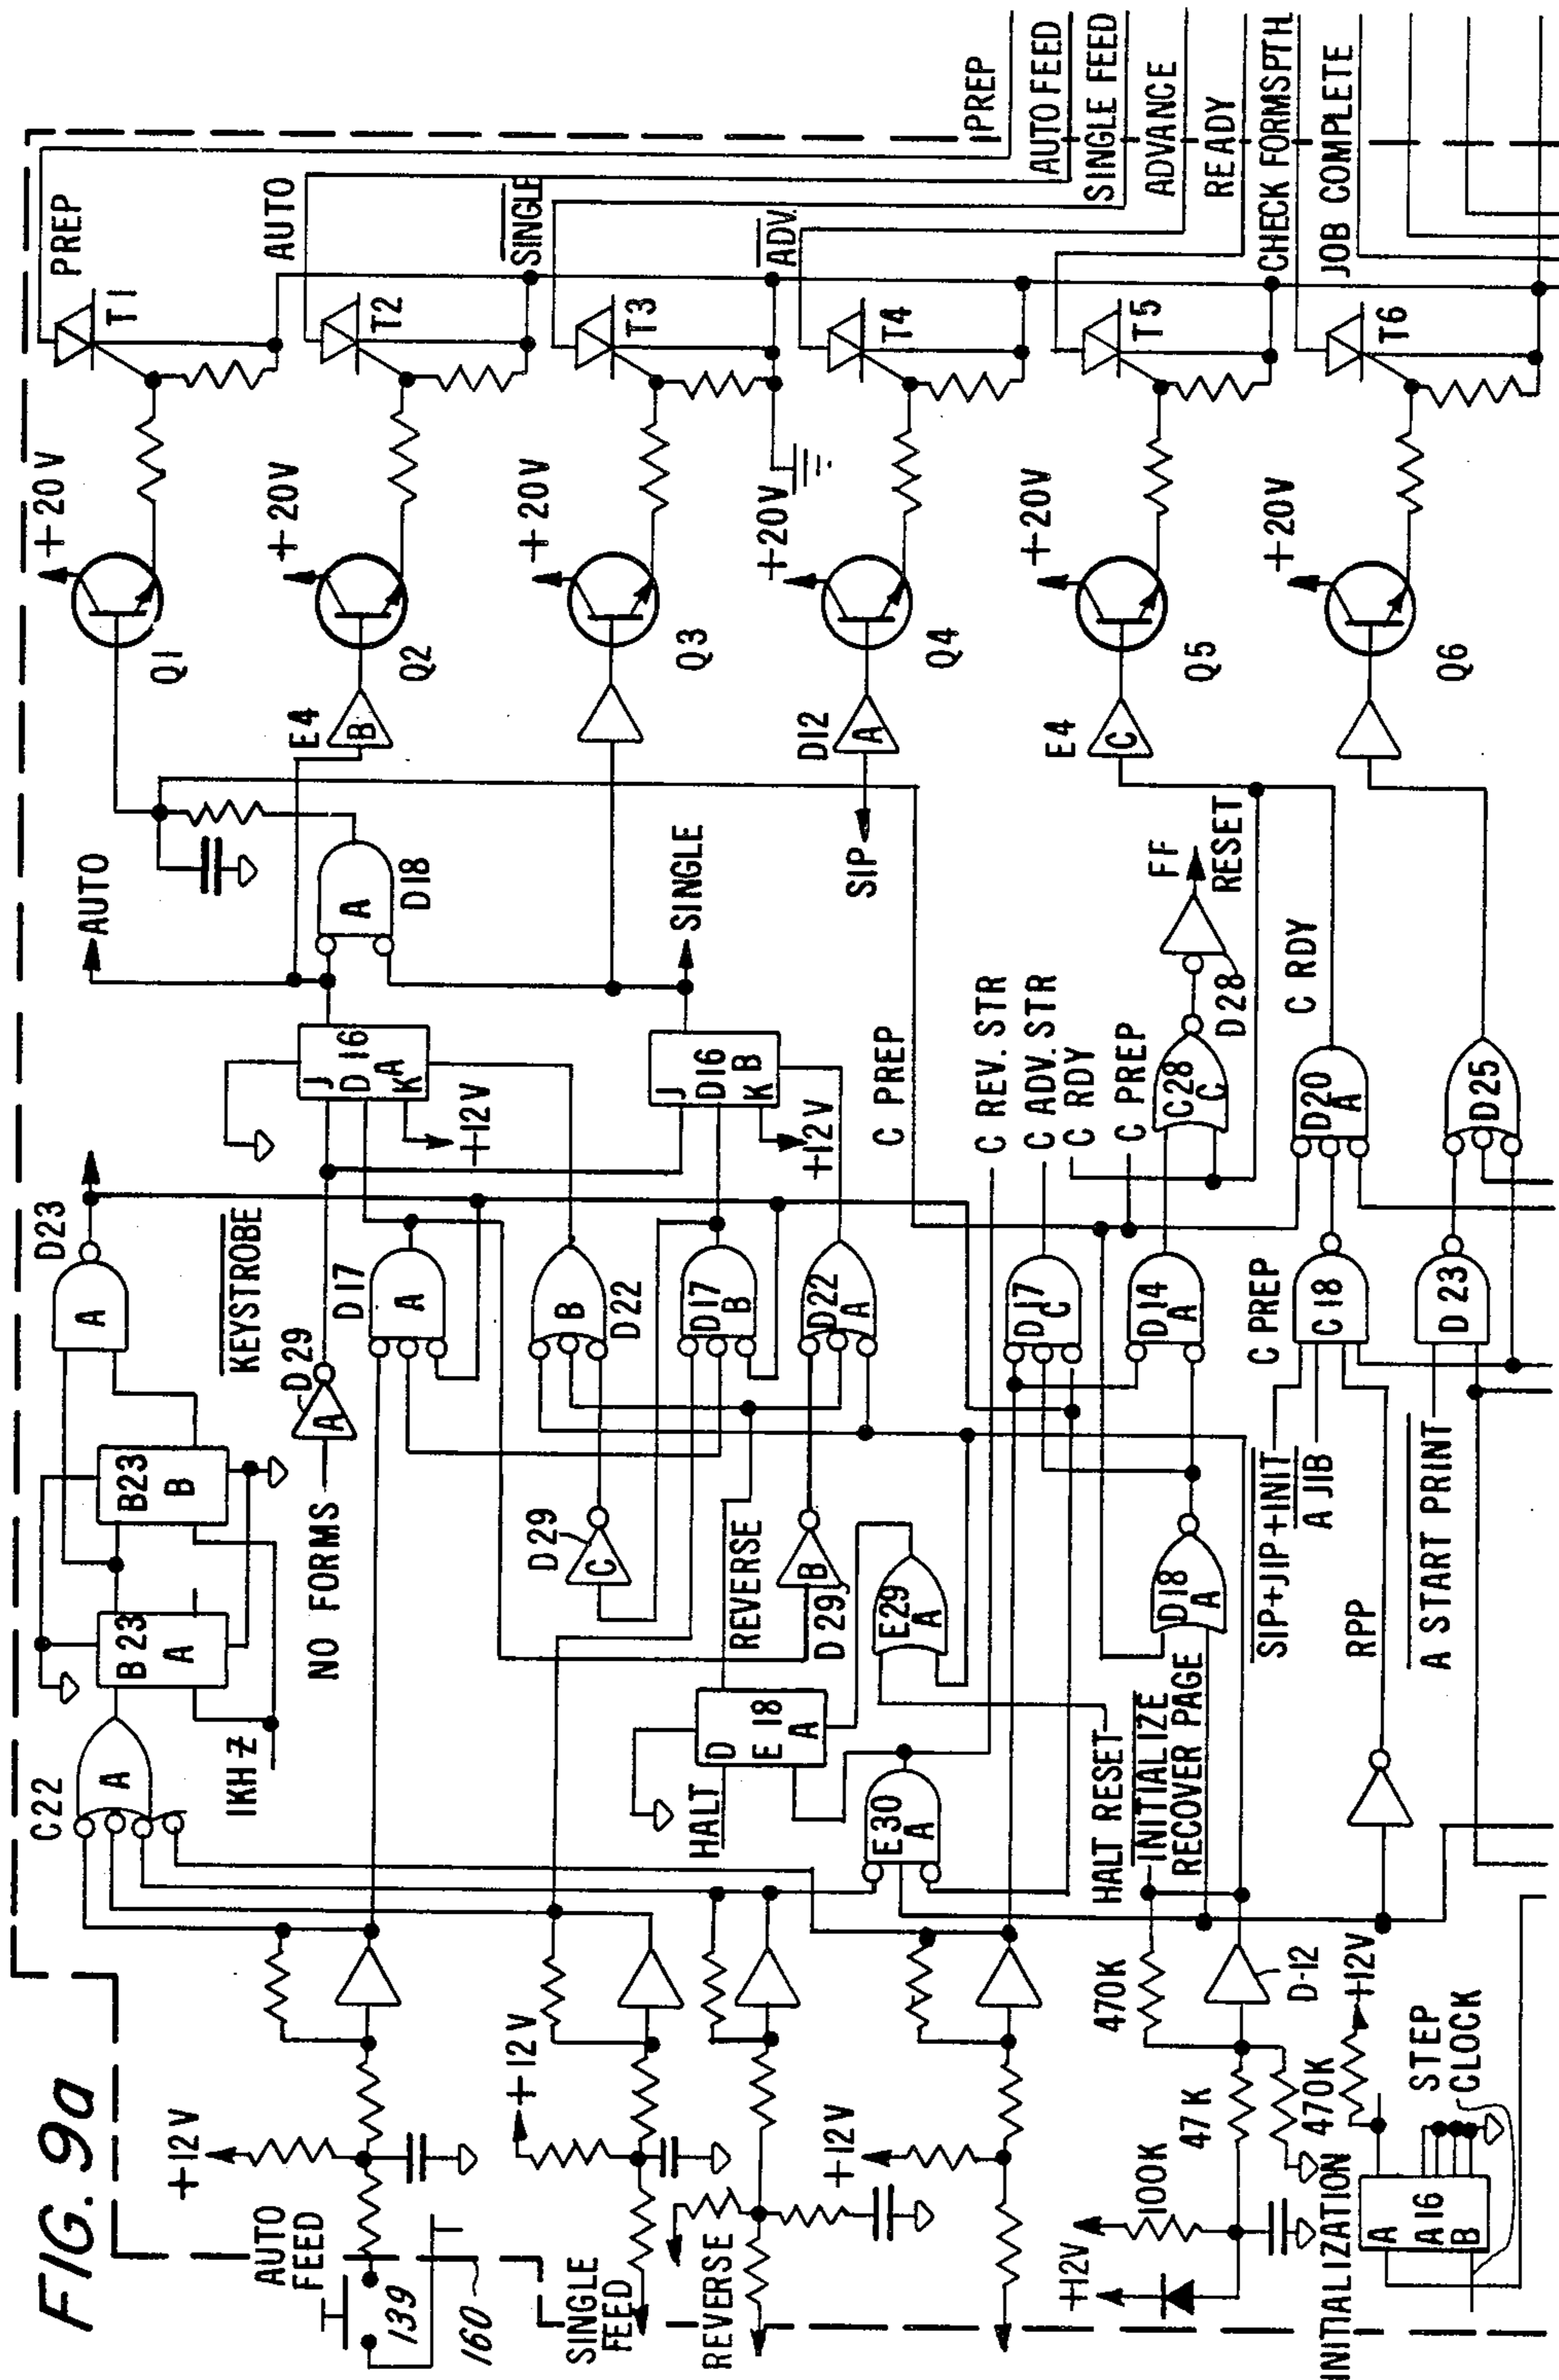 FIG. 9a
+12V
AUTO
FEED
139
160
SINGLE
FEED
+12V
REVERSE
+12V
+12V
100K
47K
470K
470K
D-12
INITIALIZATION
+12V
A
A16
B
STEP
CLOCK
C22
A
1KHZ
B23
A
B23
B
D23
A
KEYSTROBE
NO FORMS
D29
A
D17
A
B
D22
D29
C
D17
B
D22
A
REVERSE
D29
B
HALT
D
E18
A
E29
A
E30
A
HALT RESET
INITIALIZE
RECOVER PAGE
D18
A
D17
C
D14
A
SIP+JIP+INIT
A JIB
RPP
A START PRINT
C PREP
C18
D23
J
D16
A
K
+12V
J
D16
B
K
+12V
C PREP
C REV. STR
C ADV. STR
C RDY
C PREP
C28
C
D28
FF
RESET
D20
A
C RDY
D25
AUTO
A
D18
SINGLE
SIP
E4
B
D12
A
E4
C
Q1
+20V
Q2
+20V
Q3
+20V
Q4
+20V
Q5
+20V
Q6
+20V
PREP
T1
AUTO
T2
SINGLE
T3
ADV.
T4
T5
T6
PREP
AUTO FEED
SINGLE FEED
ADVANCE
READY
CHECK FORMSPTH.
JOB COMPLETE